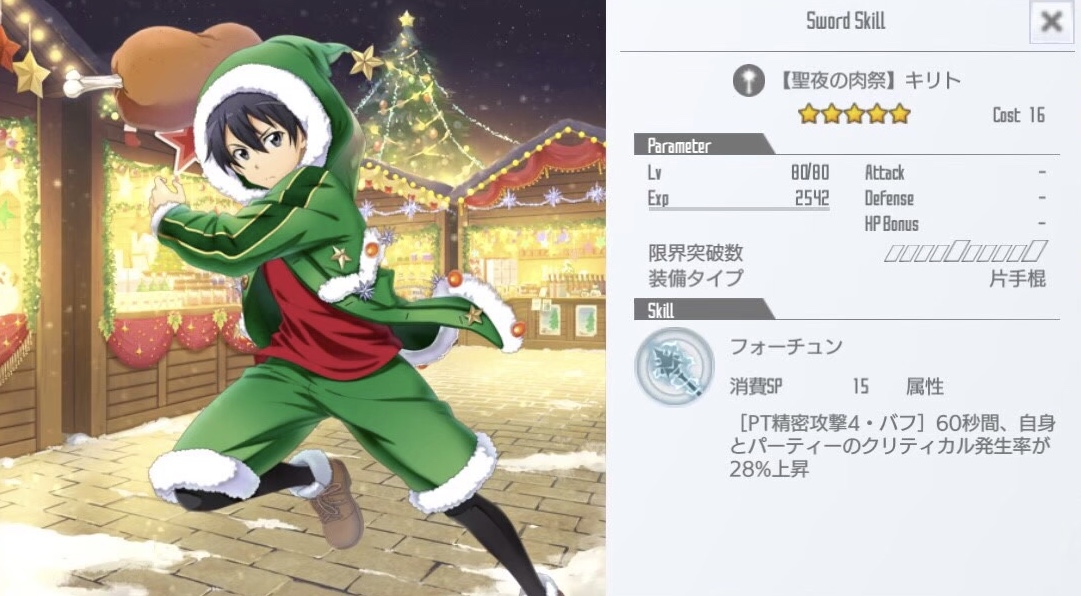 Sword Skill
【聖夜の肉祭】キリト
Cost 16
Parameter
Lv 80/80
Attack -
Exp 2542
Defense -
HP Bonus -
限界突破数
装備タイプ 片手棍
Skill
フォーチュン
消費SP 15 属性
［PT精密攻撃4・バフ］60秒間、自身
とパーティーのクリティカル発生率が
28%上昇